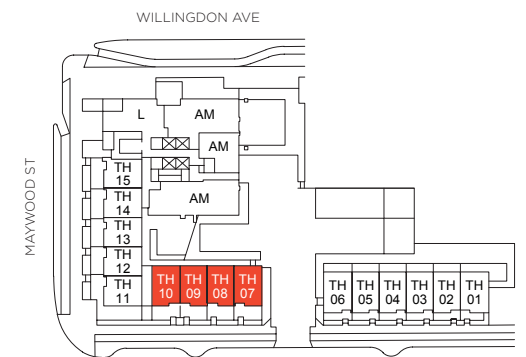 WILLINGDON AVE
MAYWOOD ST
L
AM
AM
AM
TH
15
TH
14
TH
13
TH
12
TH
11
TH
10
TH
09
TH
08
TH
07
TH
06
TH
05
TH
04
TH
03
TH
02
TH
01